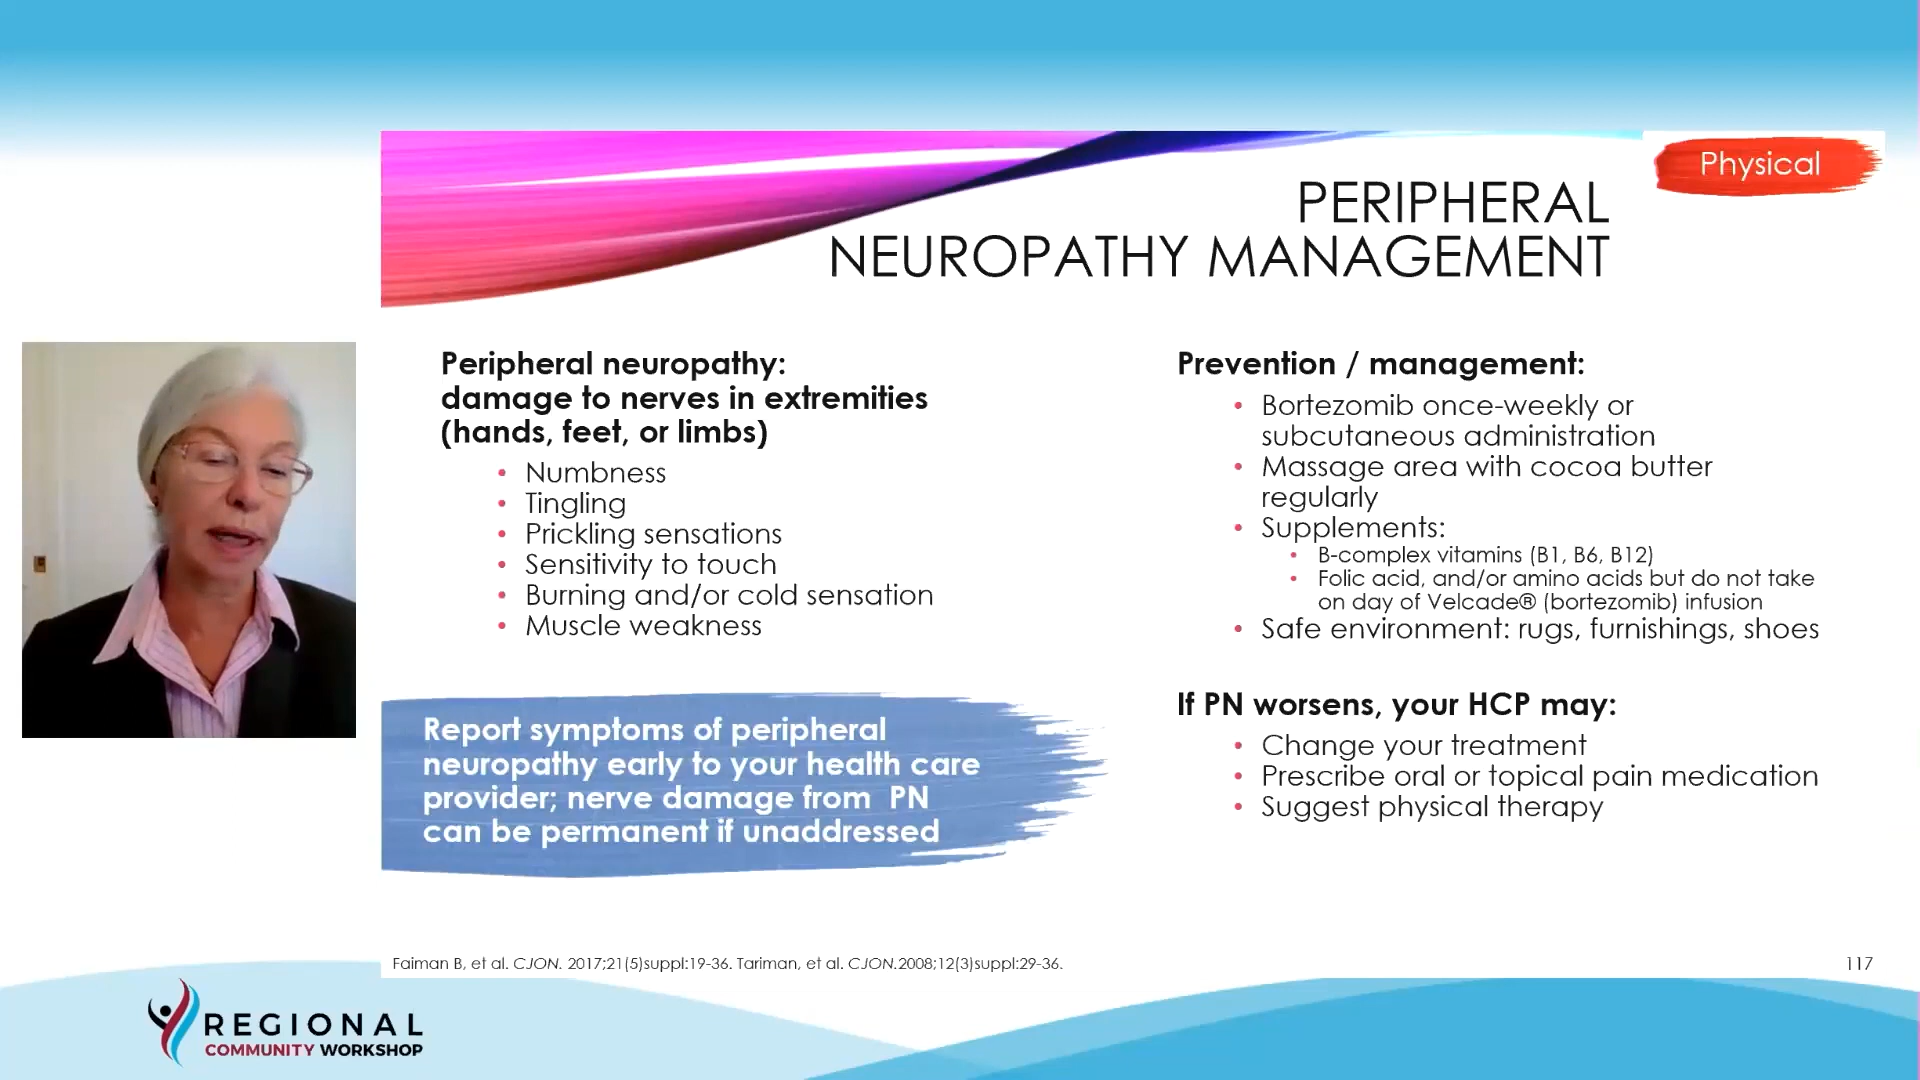 Physical
PERIPHERAL
NEUROPATHY MANAGEMENT
Peripheral neuropathy:
damage to nerves in extremities
(hands, feet, or limbs)
• Numbness
• Tingling
• Prickling sensations
• Sensitivity to touch
• Burning and/or cold sensation
• Muscle weakness
Report symptoms of peripheral
neuropathy early to your health care
provider; nerve damage from PN
can be permanent if unaddressed
Prevention / management:
• Bortezomib once-weekly or
subcutaneous administration
• Massage area with cocoa butter
regularly
• Supplements:
• B-complex vitamins (B1, B6, B12)
• Folic acid, and/or amino acids but do not take
on day of Velcade® (bortezomib) infusion
• Safe environment: rugs, furnishings, shoes
If PN worsens, your HCP may:
• Change your treatment
• Prescribe oral or topical pain medication
• Suggest physical therapy
Faiman B, et al. CJON. 2017;21(5)suppl:19-36. Tariman, et al. CJON.2008;12(3)suppl:29-36.
117
REGIONAL
COMMUNITY WORKSHOP